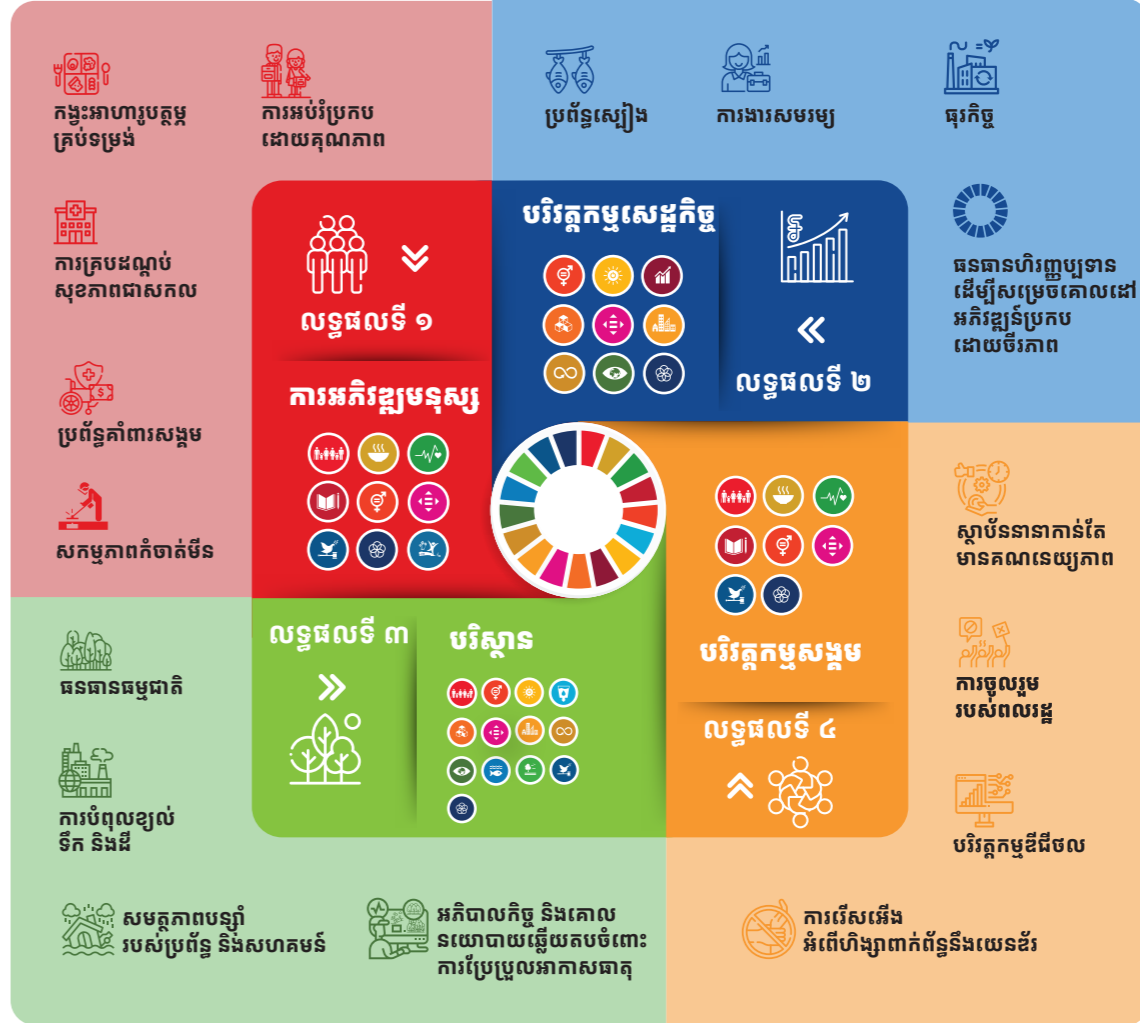 កង្វះអាហារូបត្ថម្ភ
គ្រប់ទម្រង់
ការអប់រំប្រកប
ដោយគុណភាព
ការគ្របដណ្តប់
សុខភាពជាសកល
ប្រព័ន្ធគាំពារសង្គម
សកម្មភាពកំចាត់មីន
លទ្ធផលទី ១
ការអភិវឌ្ឍមនុស្ស
ប្រព័ន្ធស្បៀង
ការងារសមរម្យ
ធុរកិច្ច
ធនធានហិរញ្ញប្បទាន
ដើម្បីសម្រេចគោលដៅ
អភិវឌ្ឍន៍ប្រកប
ដោយចីរភាព
បរិវត្តកម្មសេដ្ឋកិច្ច
លទ្ធផលទី ២
លទ្ធផលទី ៣
បរិស្ថាន
ធនធានធម្មជាតិ
ការបំពុលខ្យល់
ទឹក និងដី
សមត្ថភាពបន្ស៊ាំ
របស់ប្រព័ន្ធ និងសហគមន៍
អភិបាលកិច្ច និងគោល
នយោបាយឆ្លើយតបចំពោះ
ការប្រែប្រួលអាកាសធាតុ
បរិវត្តកម្មសង្គម
លទ្ធផលទី ៤
ស្ថាប័ននានាកាន់តែ
មានគណនេយ្យភាព
ការចូលរួម
របស់ពលរដ្ឋ
បរិវត្តកម្មឌីជីថល
ការរើសអើង
អំពើហិង្សាពាក់ព័ន្ធនឹងយេនឌ័រ